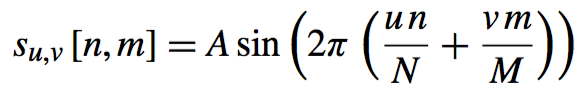 s_{u,v}[n,m] = A sin(2π(un/N + vm/M))